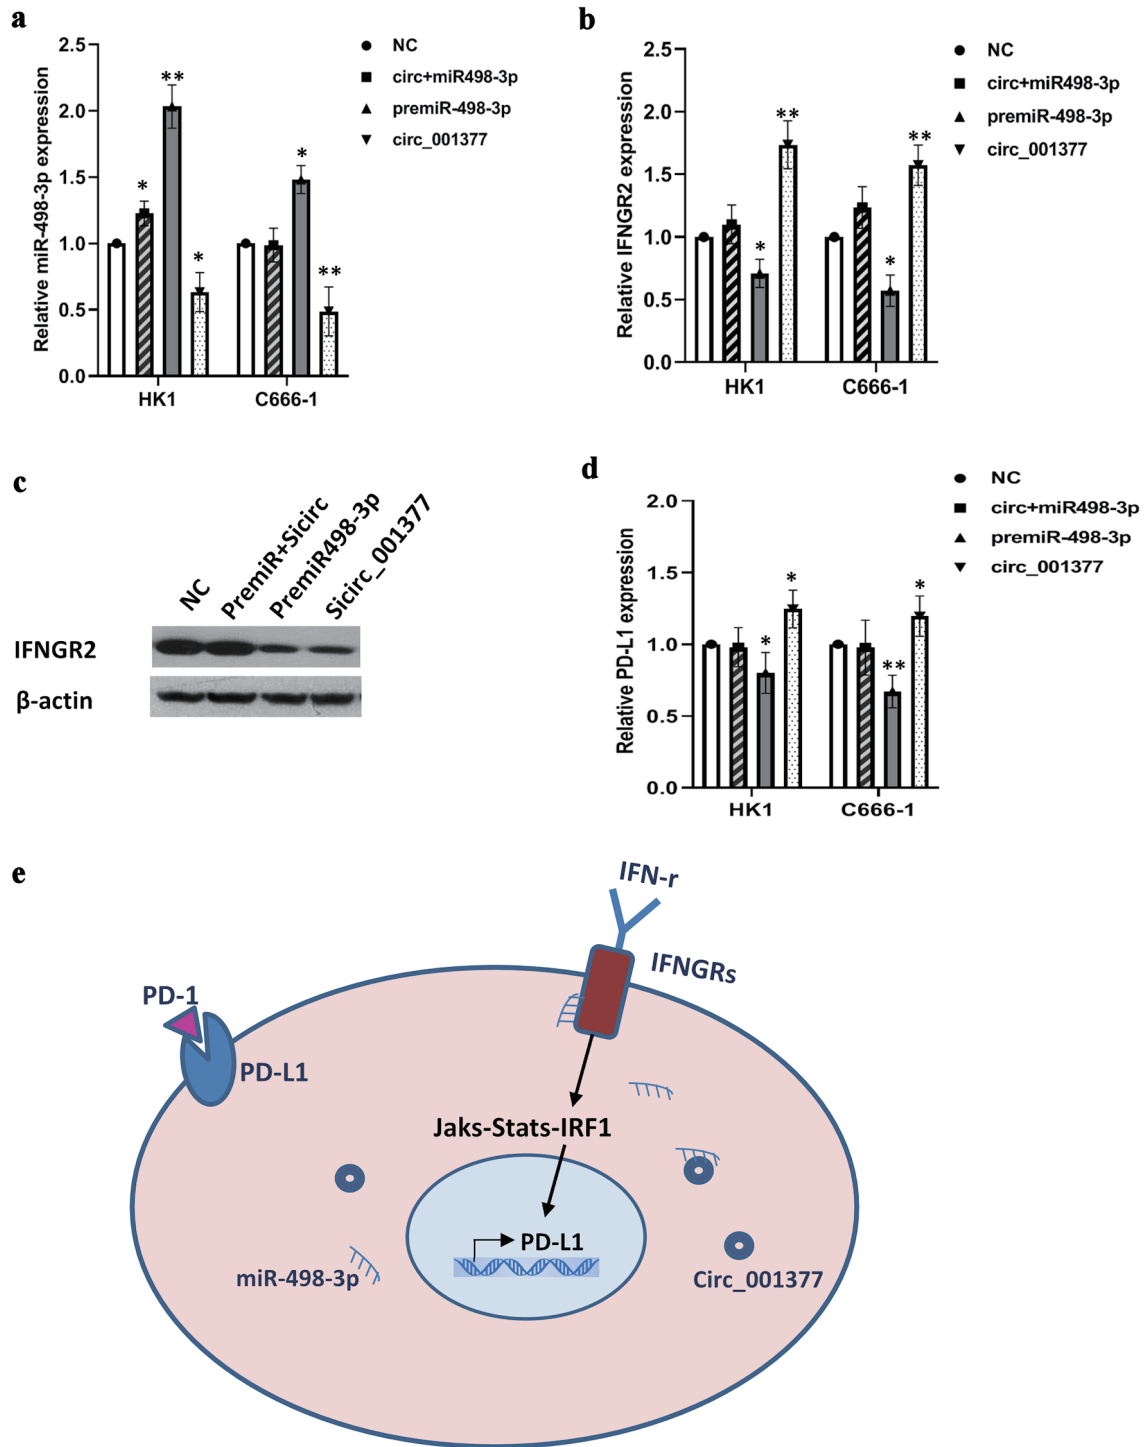 a
Relative miR-498-3p expression
2.5
2.0
1.5
1.0
0.5
0.0
**
*
*
*
**
HK1
C666-1
NC
circ+miR498-3p
premiR-498-3p
circ_001377
b
Relative IFNGR2 expression
2.5
2.0
1.5
1.0
0.5
0.0
**
*
**
*
HK1
C666-1
NC
circ+miR498-3p
premiR-498-3p
circ_001377
c
NC
PremiR+Sicirc
PremiR498-3p
Sicirc_001377
IFNGR2
β-actin
d
Relative PD-L1 expression
2.0
1.5
1.0
0.5
0.0
*
*
*
**
HK1
C666-1
NC
circ+miR498-3p
premiR-498-3p
circ_001377
e
IFN-r
IFNGRs
PD-1
PD-L1
Jaks-Stats-IRF1
PD-L1
miR-498-3p
Circ_001377